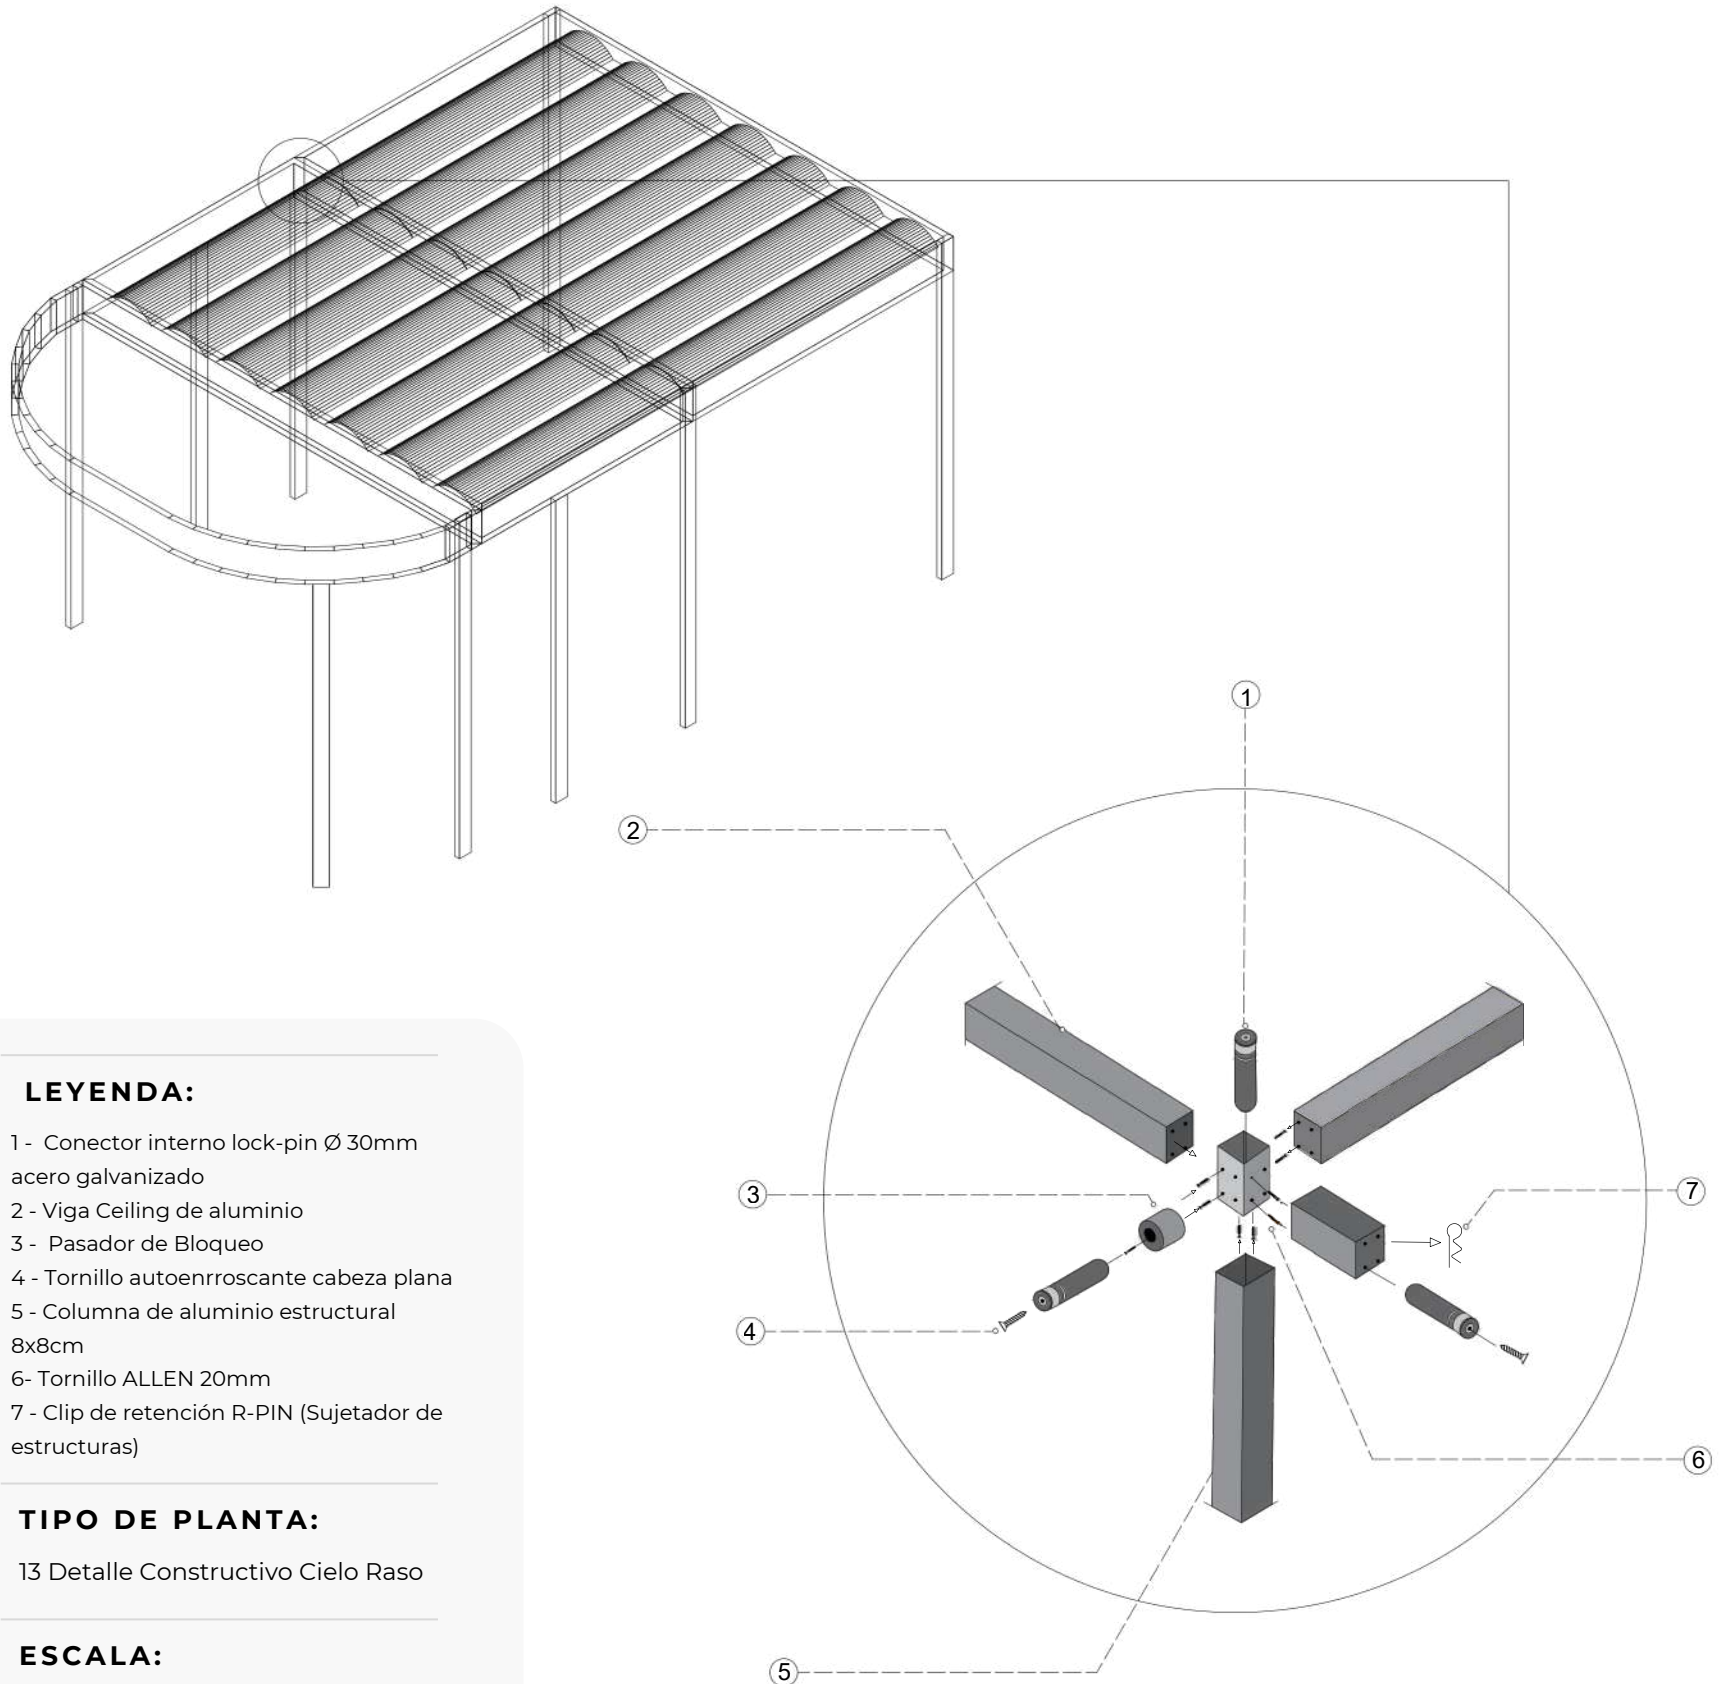 1
2
3
7
4
6
5
LEYENDA:
1 - Conector interno lock-pin Ø 30mm
acero galvanizado
2 - Viga Ceiling de aluminio
3 - Pasador de Bloqueo
4 - Tornillo autoenrroscante cabeza plana
5 - Columna de aluminio estructural
8x8cm
6- Tornillo ALLEN 20mm
7 - Clip de retención R-PIN (Sujetador de
estructuras)
TIPO DE PLANTA:
13 Detalle Constructivo Cielo Raso
ESCALA: